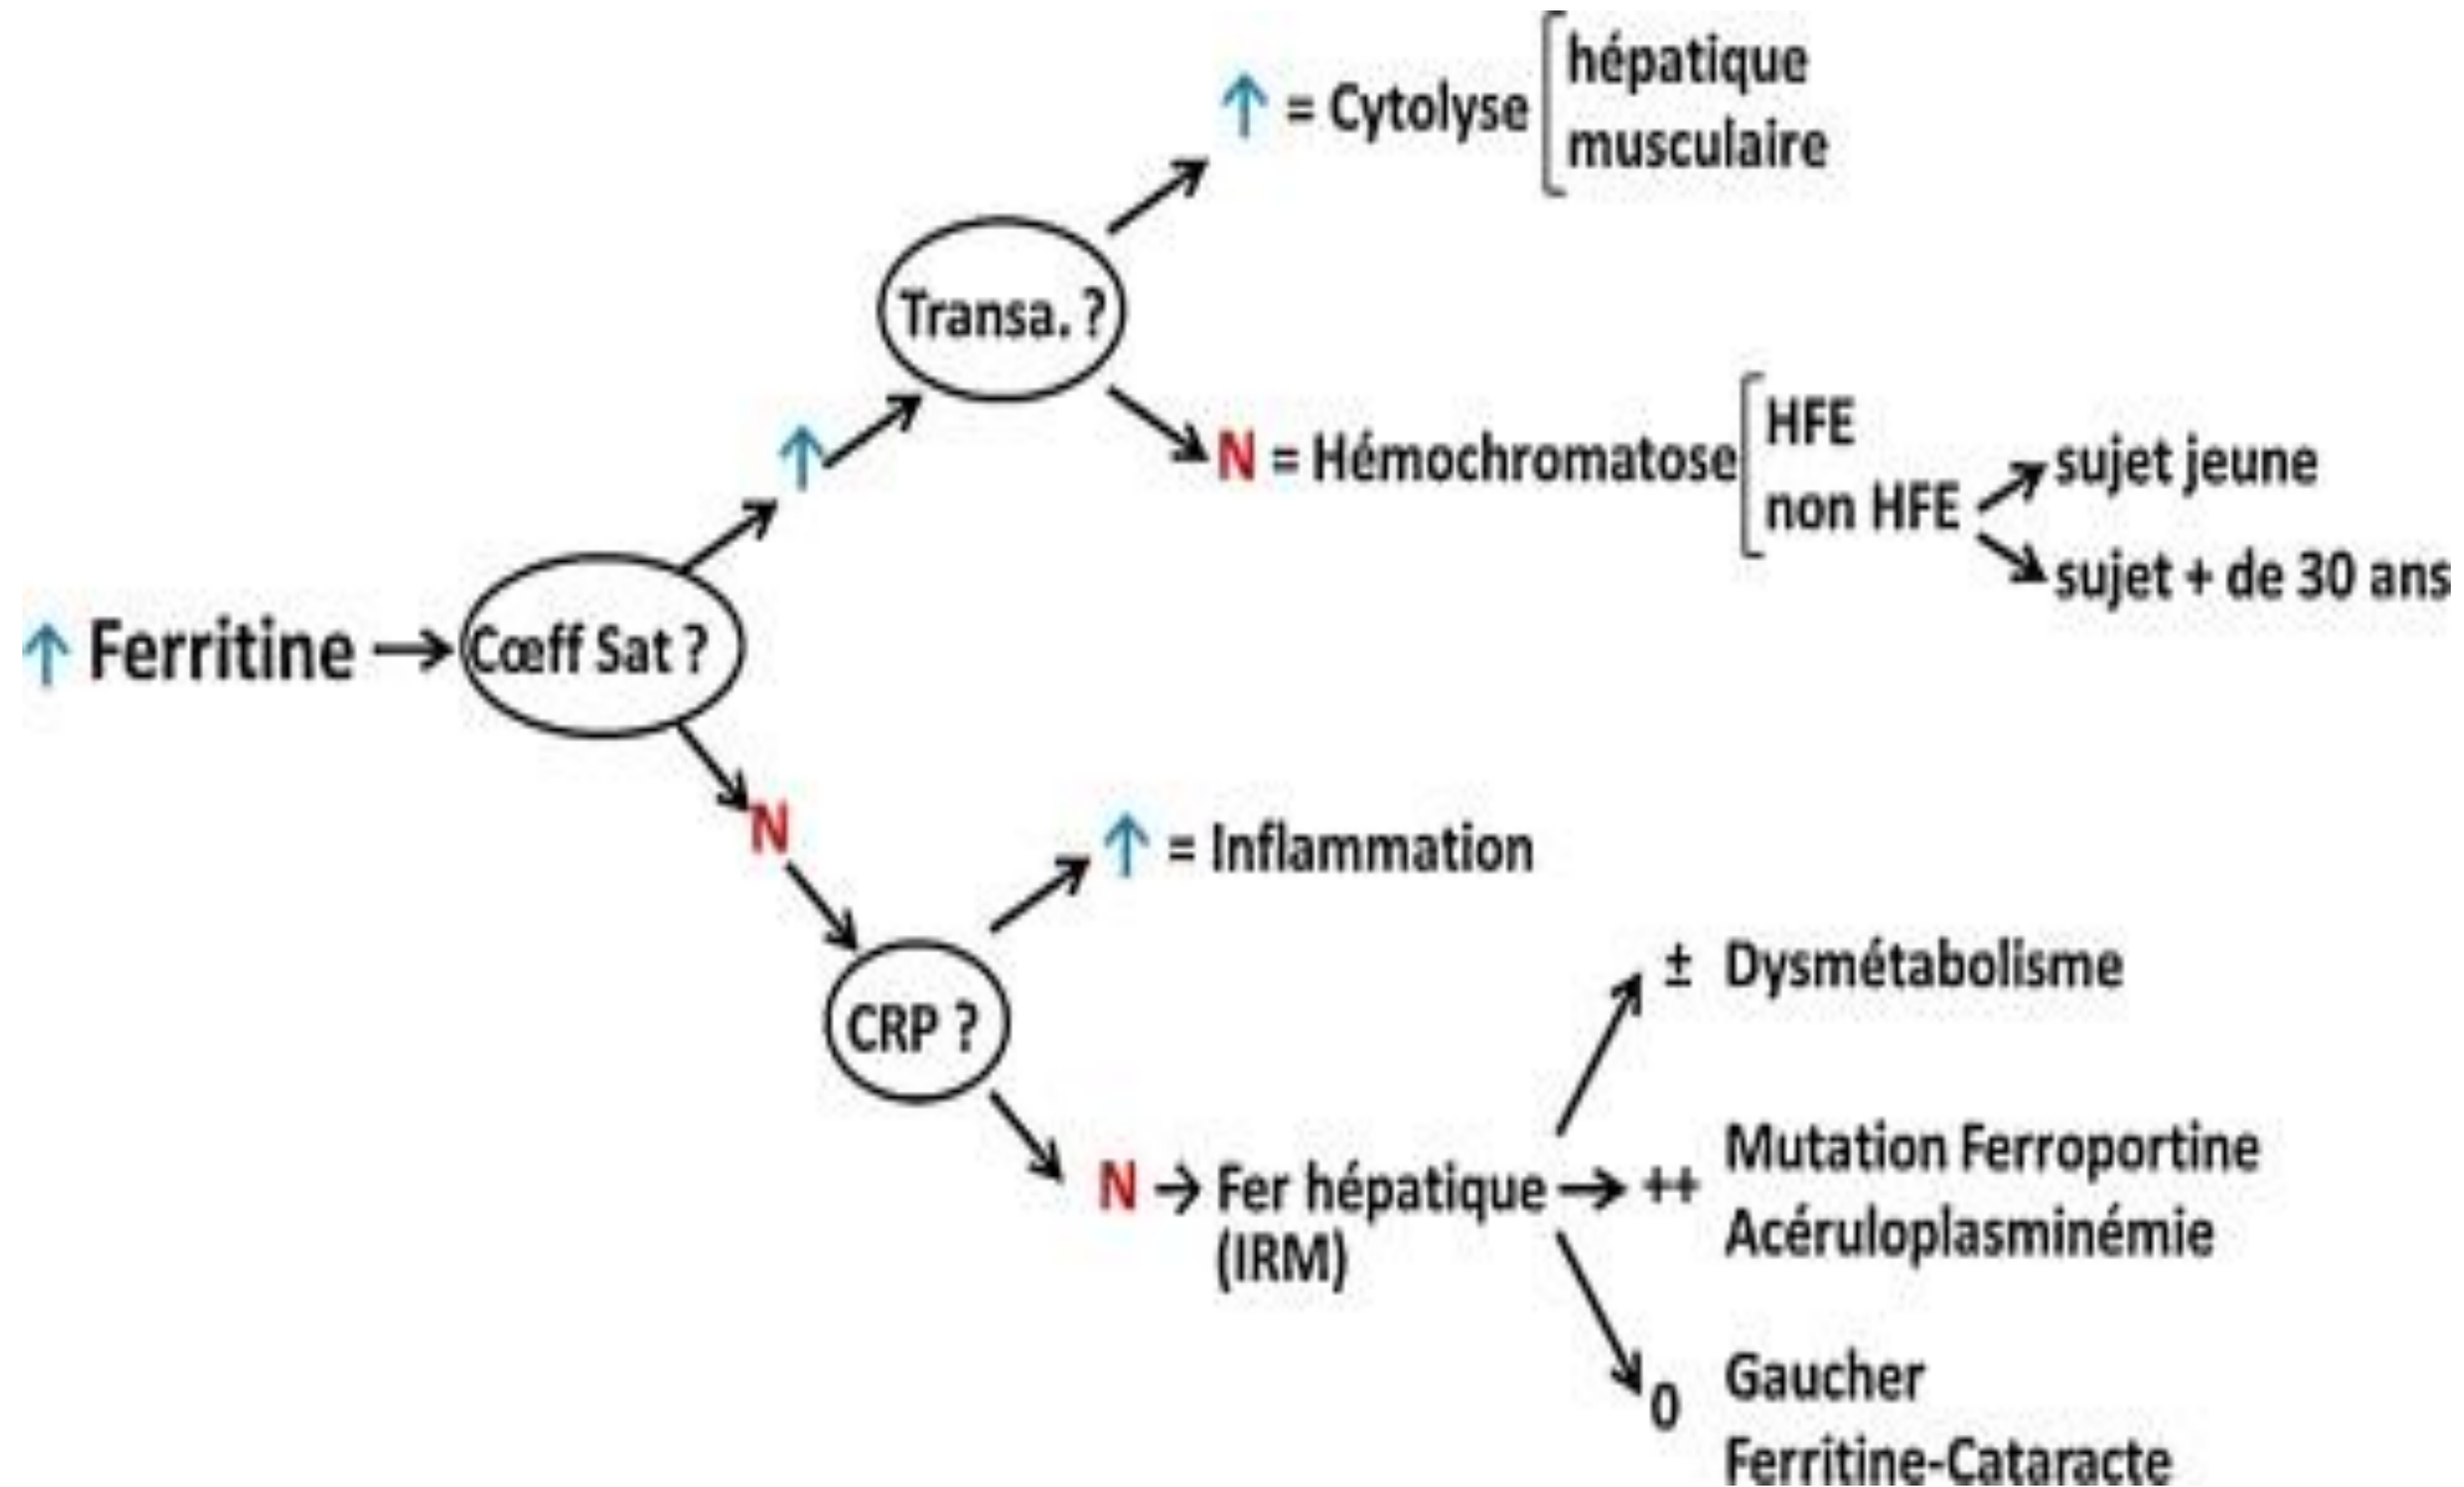 ↑ = Cytolyse
hépatique
musculaire
Transa. ?
↑
N = Hémochromatose
HFE
non HFE
sujet jeune
sujet + de 30 ans
↑ Ferritine → Cœff Sat ?
N
↑ = Inflammation
CRP ?
N → Fer hépatique
(IRM)
± Dysmétabolisme
→ ++ Mutation Ferroportine
Acéruloplasminémie
0 Gaucher
Ferritine-Cataracte